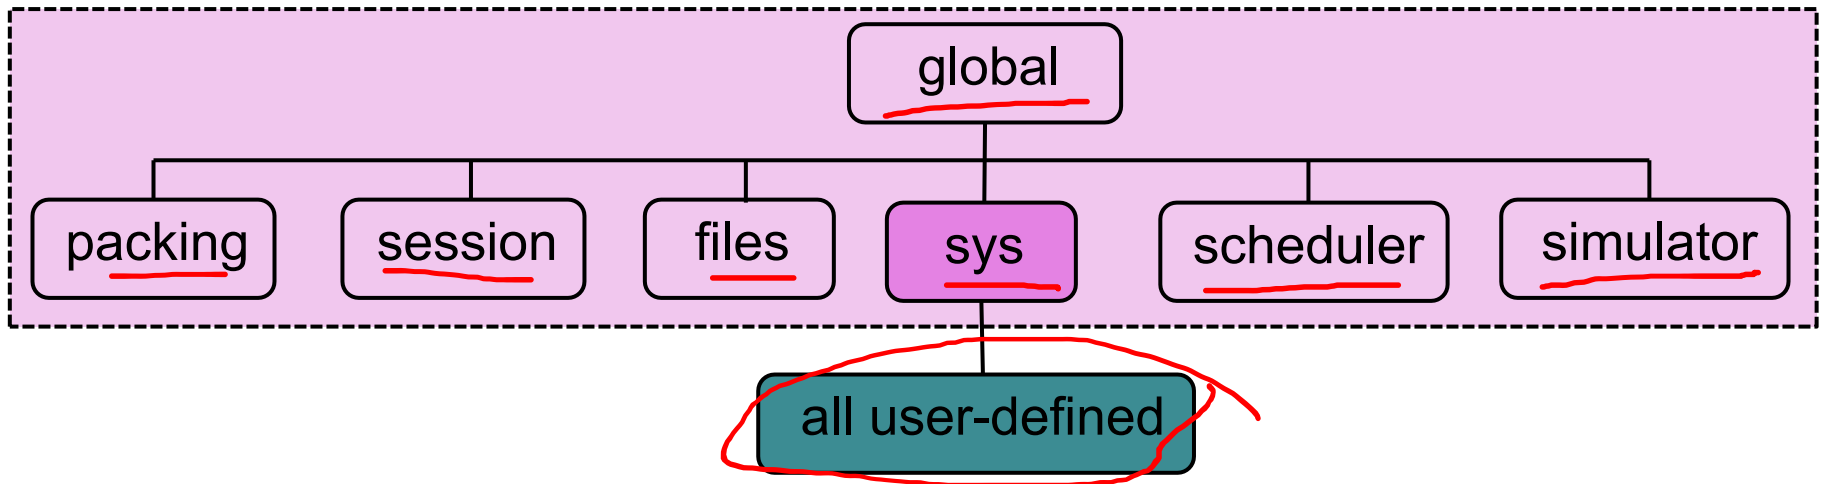 global
packing
session
files
sys
scheduler
simulator
all user-defined